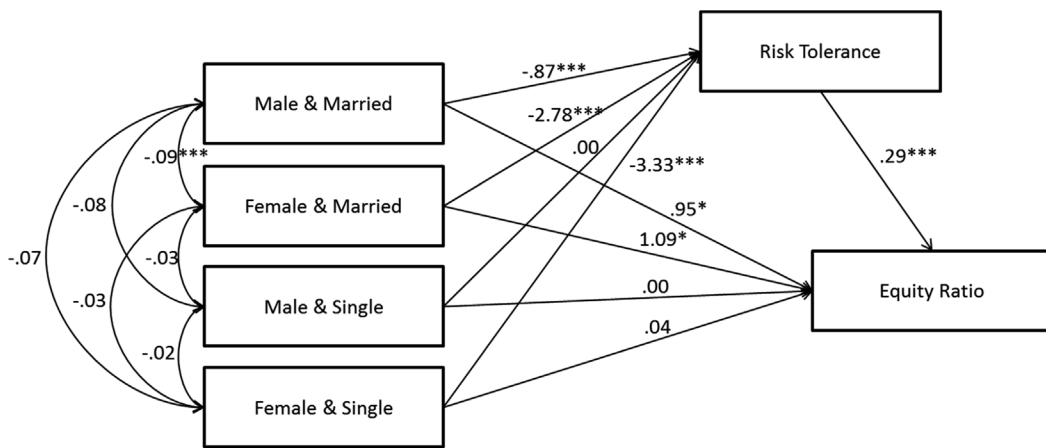 Risk Tolerance
Male & Married
-.87***
-2.78***
.00
-.09***
-3.33***
.29***
Female & Married
-.08
.95*
1.09*
-.07
-.03
-.03
Male & Single
.00
Equity Ratio
.04
-.02
Female & Single